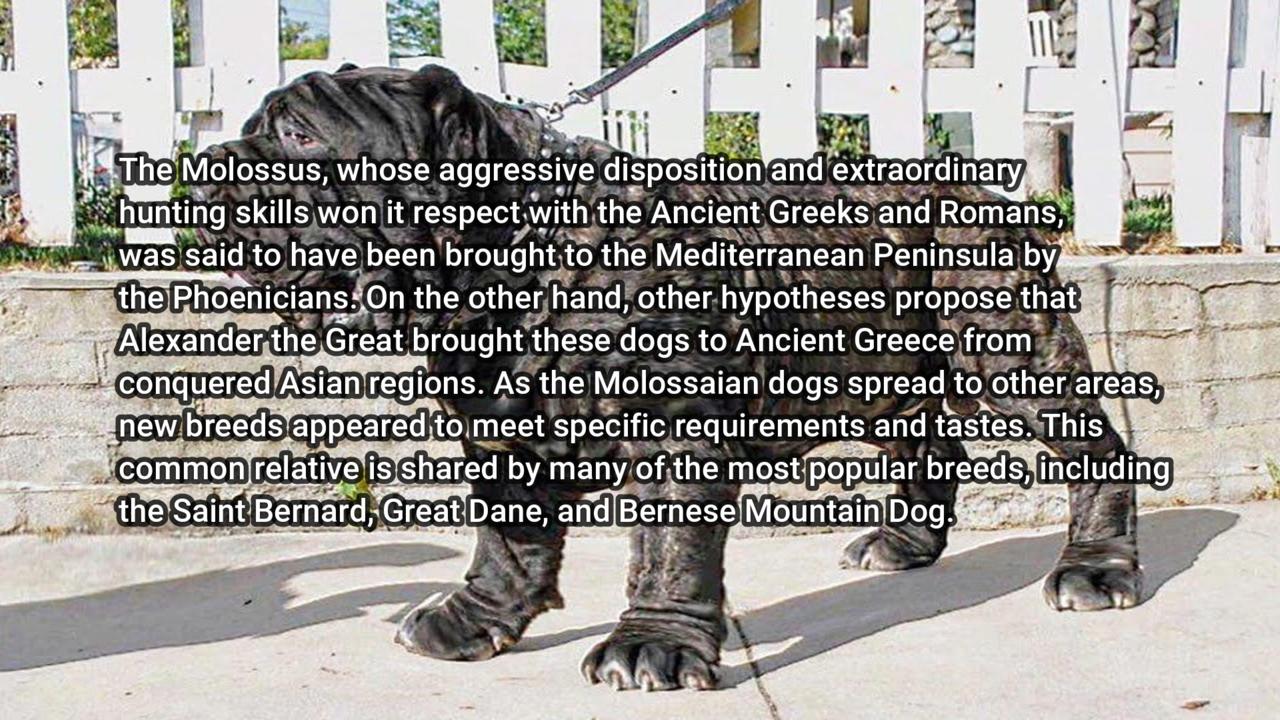 The Molossus, whose aggressive disposition and extraordinary
hunting skills won it respect with the Ancient Greeks and Romans,
was said to have been brought to the Mediterranean Peninsula by
the Phoenicians. On the other hand, other hypotheses propose that
Alexander the Great brought these dogs to Ancient Greece from
conquered Asian regions. As the Molossaian dogs spread to other areas,
new breeds appeared to meet specific requirements and tastes. This
common relative is shared by many of the most popular breeds, including
the Saint Bernard, Great Dane, and Bernese Mountain Dog.